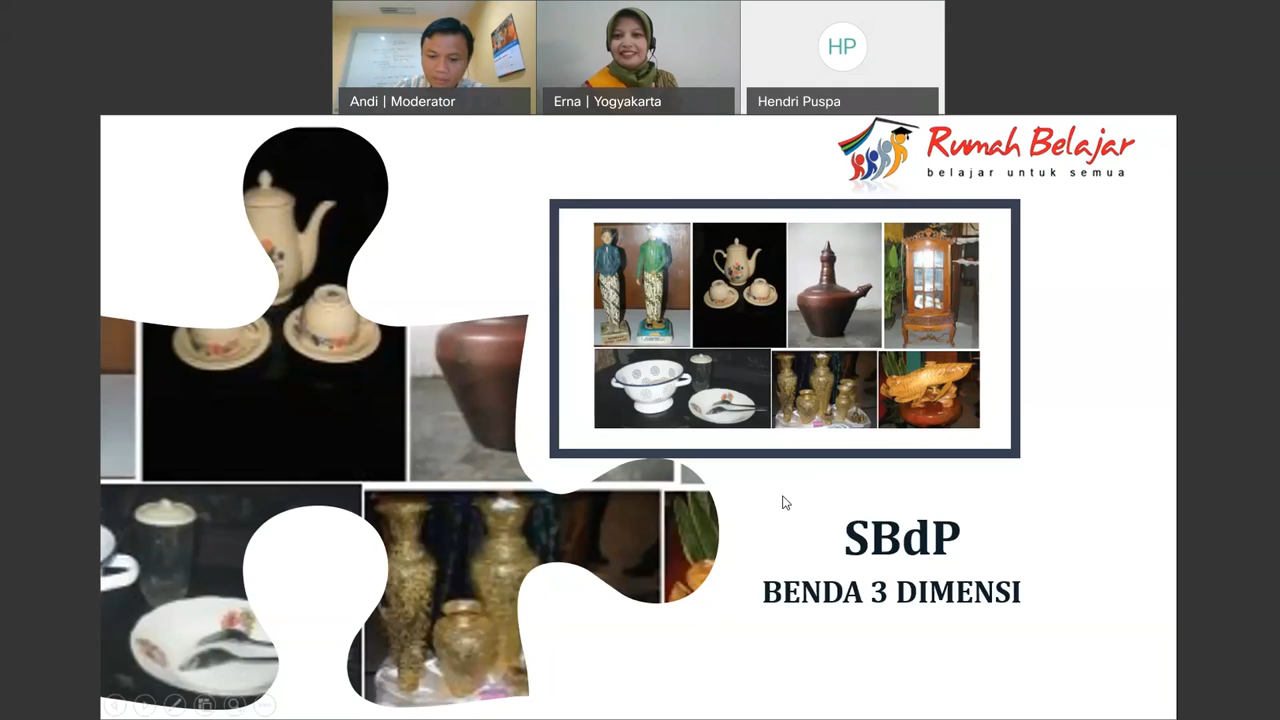 Andi | Moderator
Erna | Yogyakarta
HP
Hendri Puspa
Rumah Belajar
belajar untuk semua
SBdP
BENDA 3 DIMENSI